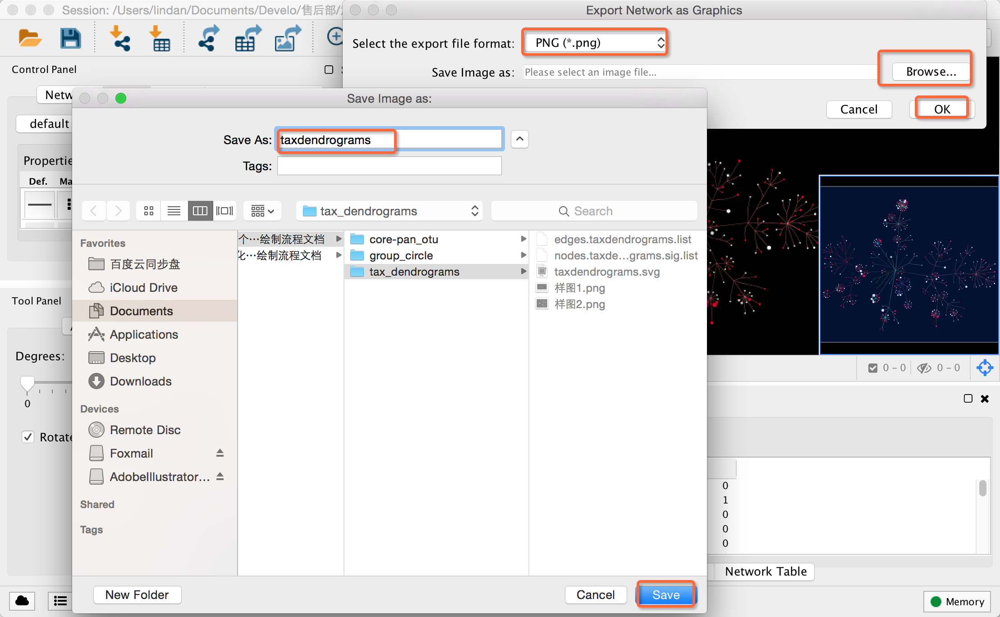 Session: /Users/lindan/Documents/Develo/售后部/
Export Network as Graphics
Select the export file format: PNG (*.png)
Save Image as: Please select an image file...
Browse...
Cancel OK
Control Panel
Netw
default
Propertie
Def. Ma
Tool Panel
Degrees:
0
Rotate
Save Image as:
Save As: taxdendrograms
Tags:
tax_dendrograms
Search
Favorites
百度云同步盘
iCloud Drive
Documents
Applications
Desktop
Downloads
Devices
Remote Disc
Foxmail
AdobeIllustrator...
Shared
Tags
个…绘制流程文档
化…绘制流程文档
core-pan_otu
group_circle
tax_dendrograms
edges.taxdendrograms.list
nodes.taxde...grams.sig.list
taxdendrograms.svg
样图1.png
样图2.png
New Folder
Cancel Save
0 - 0
0 - 0
0
1
0
0
0
Network Table
Memory